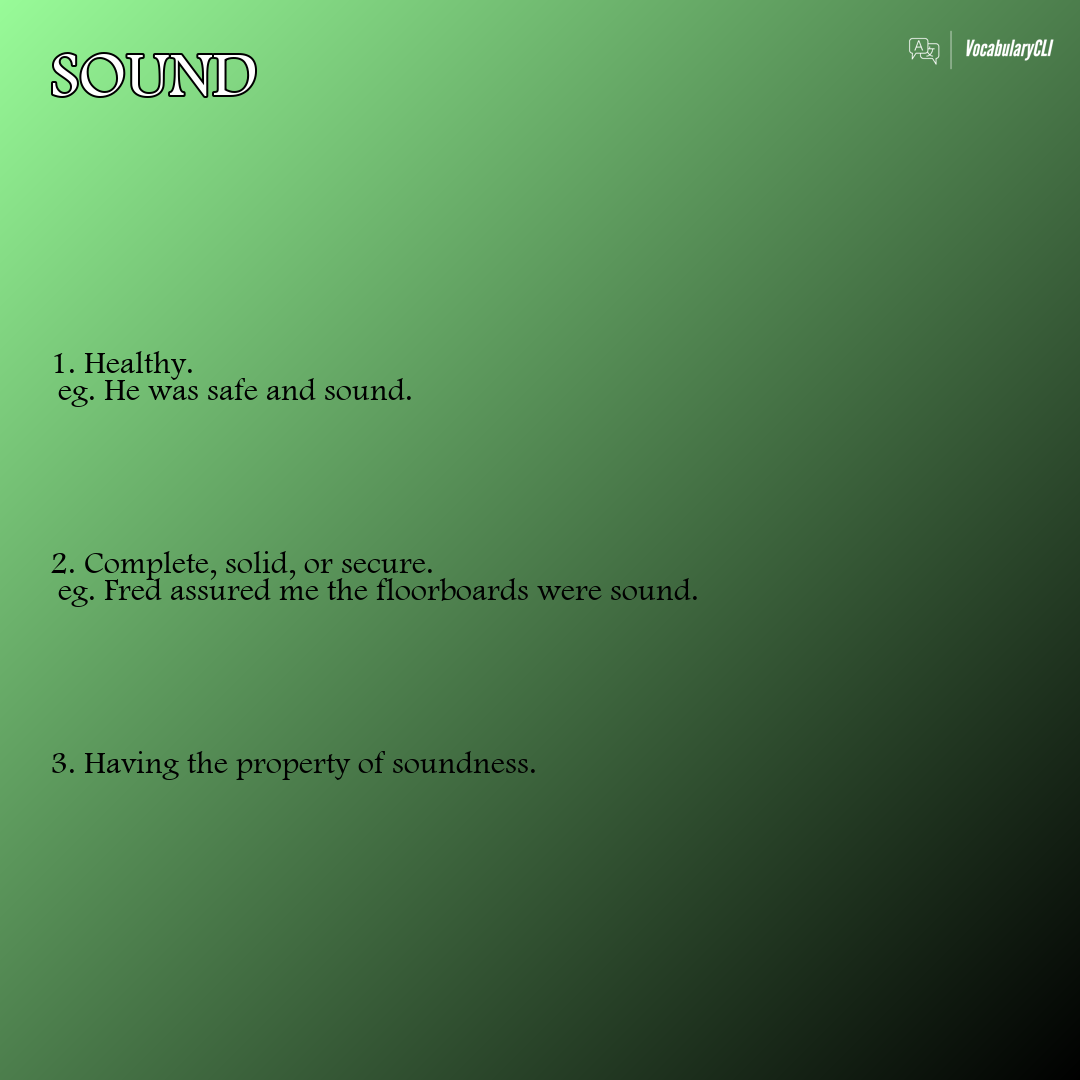 SOUND
VocabularyCLI
1. Healthy.
eg. He was safe and sound.
2. Complete, solid, or secure.
eg. Fred assured me the floorboards were sound.
3. Having the property of soundness.